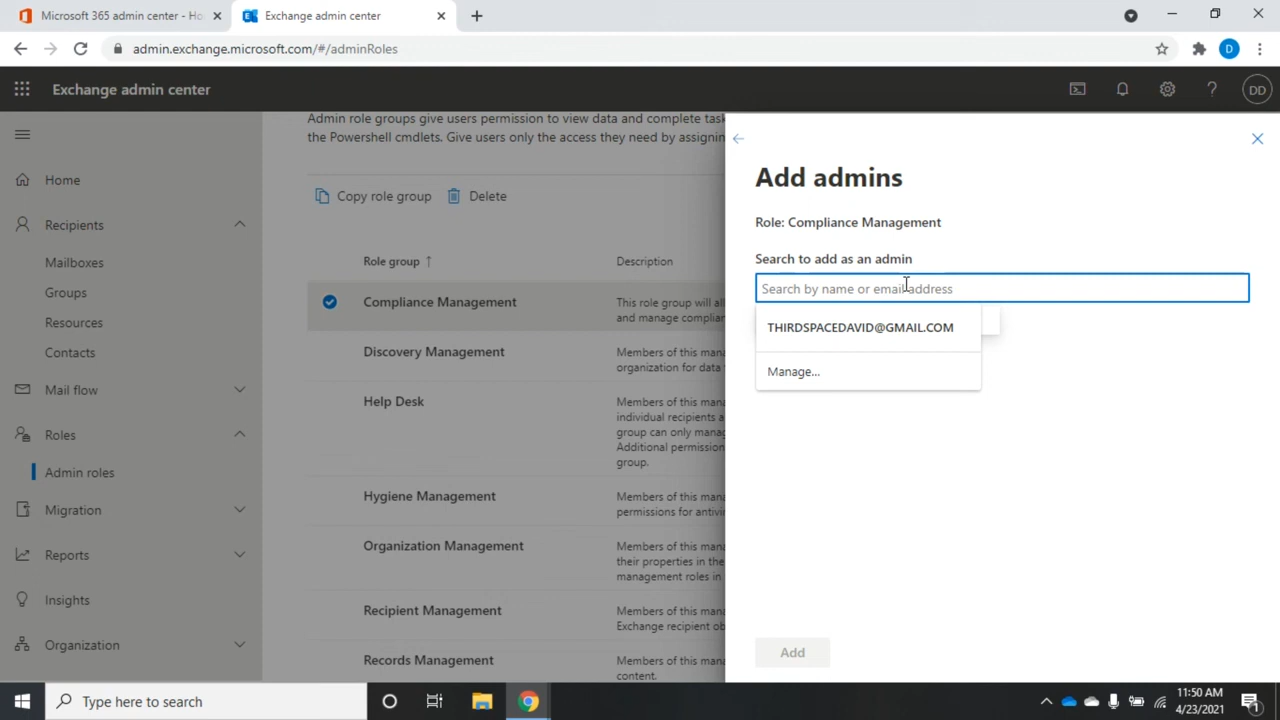 Microsoft 365 admin center - Ho
Exchange admin center
admin.exchange.microsoft.com/#/adminRoles
D
Exchange admin center
DD
Home
Recipients
Mailboxes
Groups
Resources
Contacts
Mail flow
Roles
Admin roles
Migration
Reports
Insights
Organization
Admin role groups give users permission to view data and complete task
the Powershell cmdlets. Give users only the access they need by assignin
Copy role group
Delete
Role group ↑
Description
Compliance Management
This role group will all
and manage complian
Discovery Management
Members of this mana
organization for data
Help Desk
Members of this mana
individual recipients a
group can only manag
Additional permission
group.
Hygiene Management
Members of this mana
permissions for antivir
Organization Management
Members of this mana
their properties in the
management roles in
Recipient Management
Members of this mana
Exchange recipient ob
Records Management
Members of this mana
content.
Add admins
Role: Compliance Management
Search to add as an admin
Search by name or email address
THIRDSPACEDAVID@GMAIL.COM
Manage...
Add
Type here to search
11:50 AM
4/23/2021
1